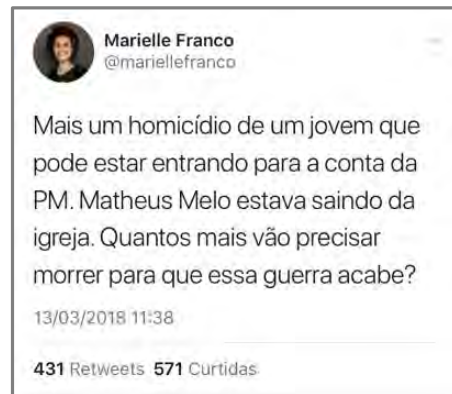 Marielle Franco
@mariellefranco
Mais um homicídio de um jovem que
pode estar entrando para a conta da
PM. Matheus Melo estava saindo da
igreja. Quantos mais vão precisar
morrer para que essa guerra acabe?
13/03/2018 11:38
431 Retweets 571 Curtidas